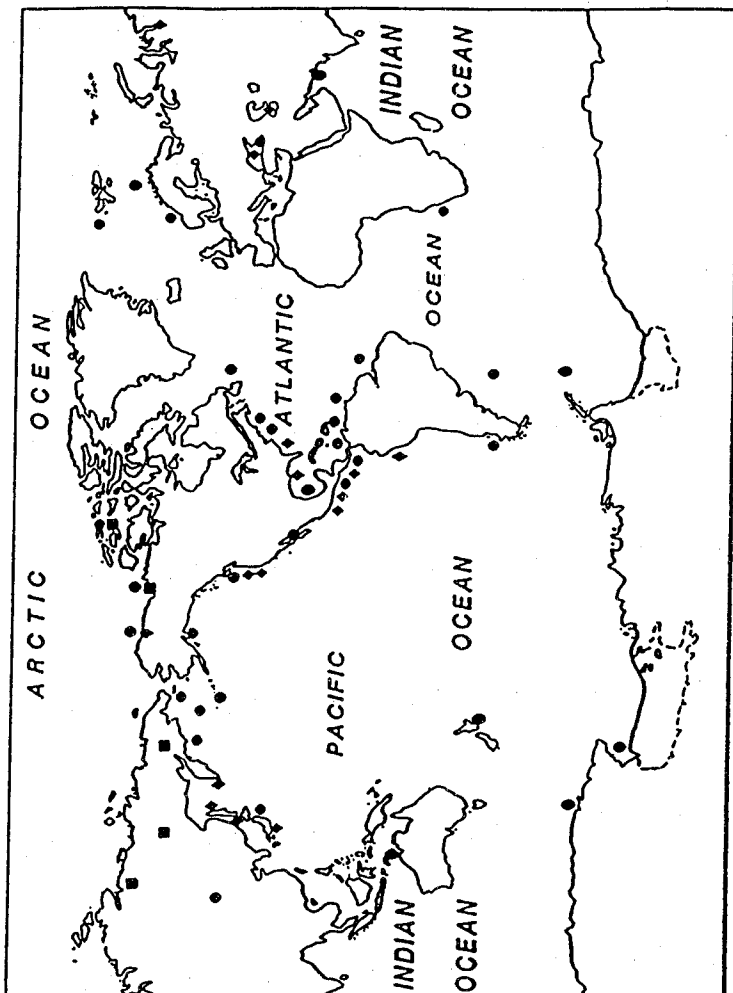 ARCTIC OCEAN
PACIFIC
OCEAN
ATLANTIC
OCEAN
INDIAN
OCEAN
INDIAN
OCEAN